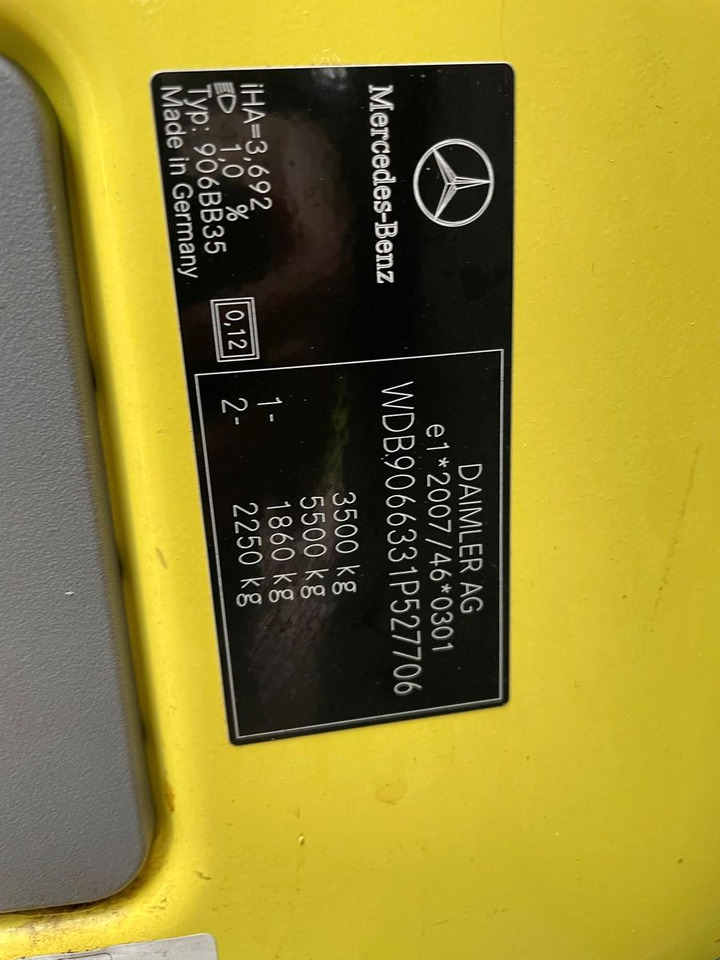 Mercedes-Benz
DAIMLER AG
e1*2007/46*0301
WDB9066331P527706
3500 kg
5500 kg
1- 1860 kg
2- 2250 kg
iHA=3,692
1,0 %
Typ: 906BB35
Made in Germany
0,12